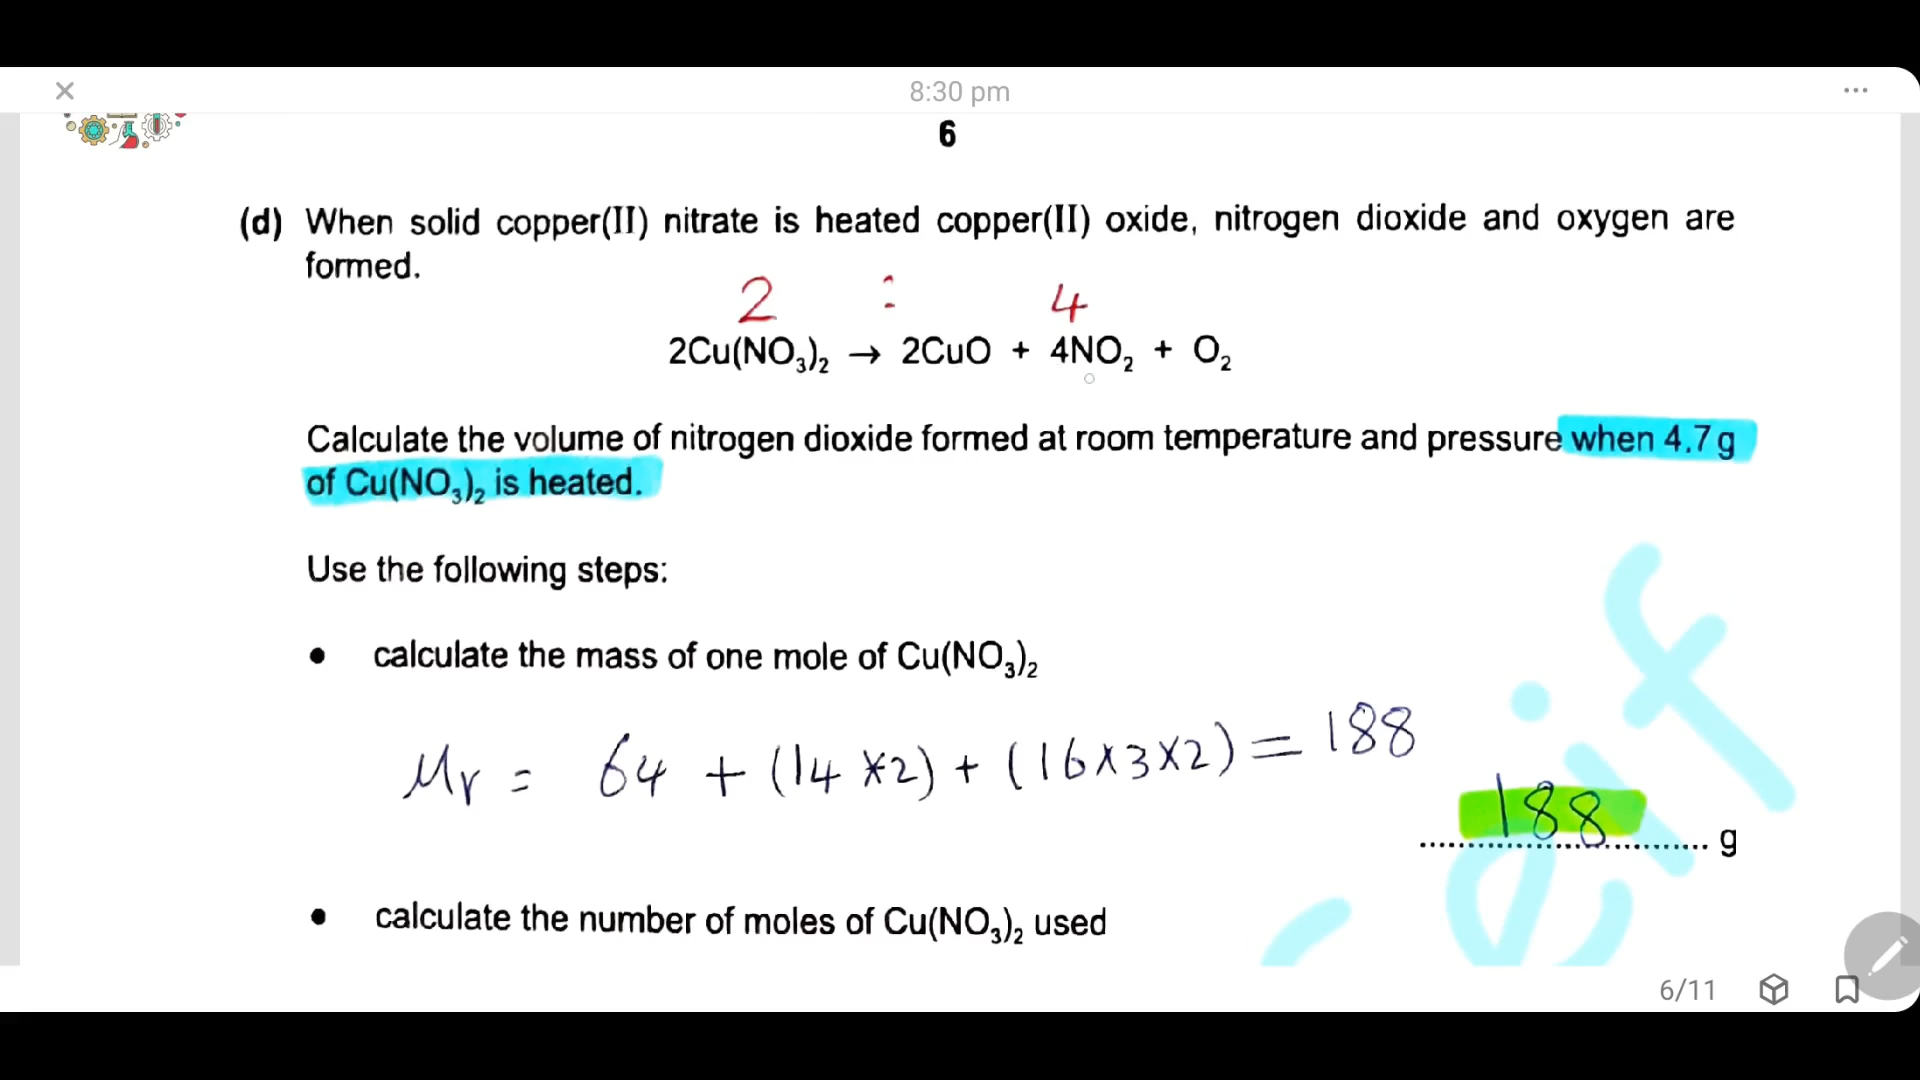 8:30 pm
6
(d) When solid copper(II) nitrate is heated copper(II) oxide, nitrogen dioxide and oxygen are
formed.
2 : 4
2Cu(NO₃)₂ → 2CuO + 4NO₂ + O₂
Calculate the volume of nitrogen dioxide formed at room temperature and pressure when 4.7 g
of Cu(NO₃)₂ is heated.
Use the following steps:
• calculate the mass of one mole of Cu(NO₃)₂
Mr = 64 + (14 x2) + (16x3x2) = 188
188
g
• calculate the number of moles of Cu(NO₃)₂ used
6/11